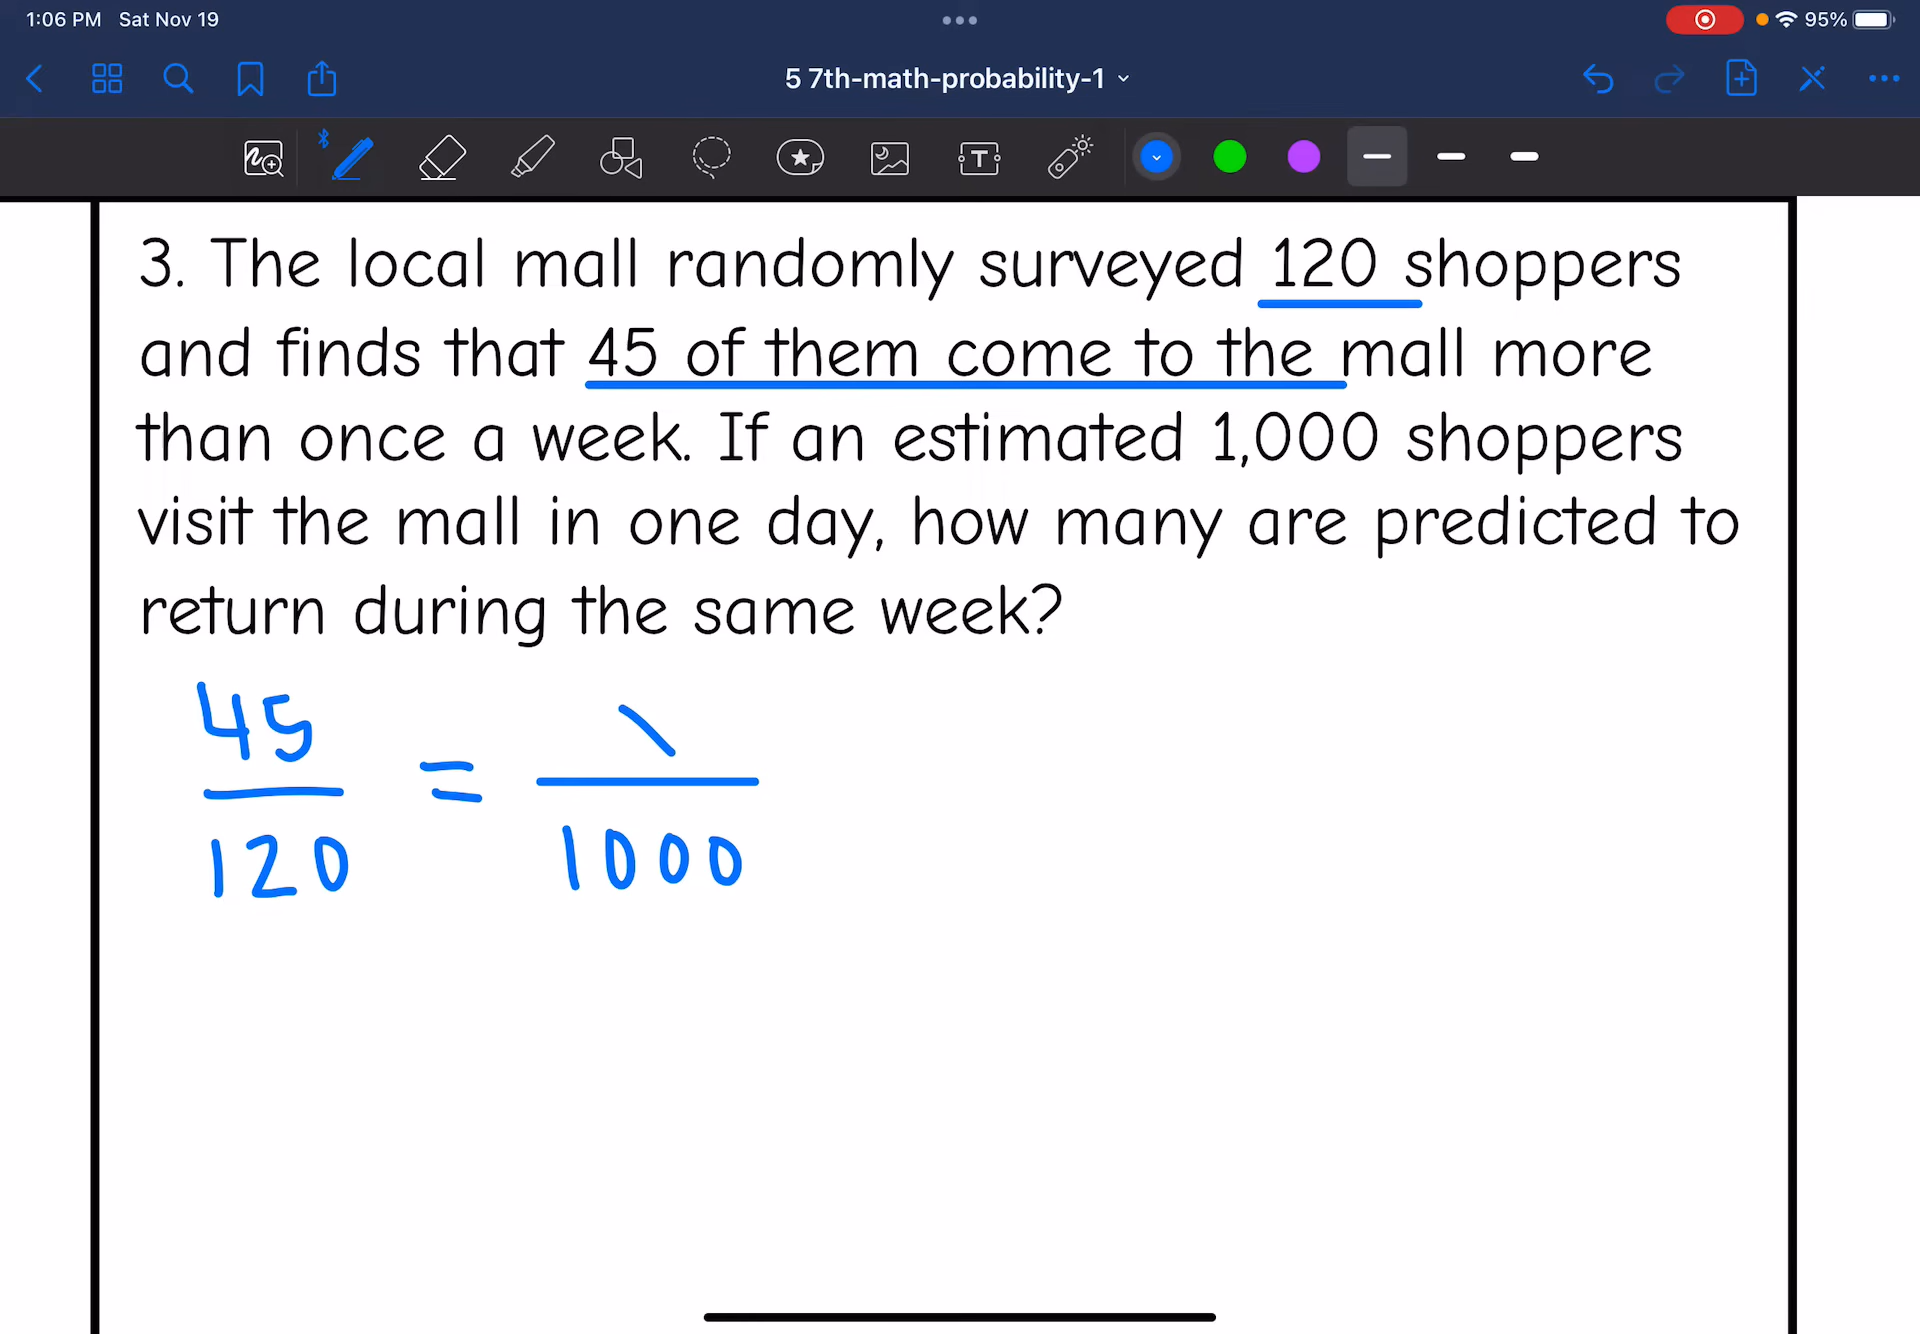 1:06 PM Sat Nov 19
95%
5 7th-math-probability-1
T
3. The local mall randomly surveyed 120 shoppers
and finds that 45 of them come to the mall more
than once a week. If an estimated 1,000 shoppers
visit the mall in one day, how many are predicted to
return during the same week?
45
=
120
1000